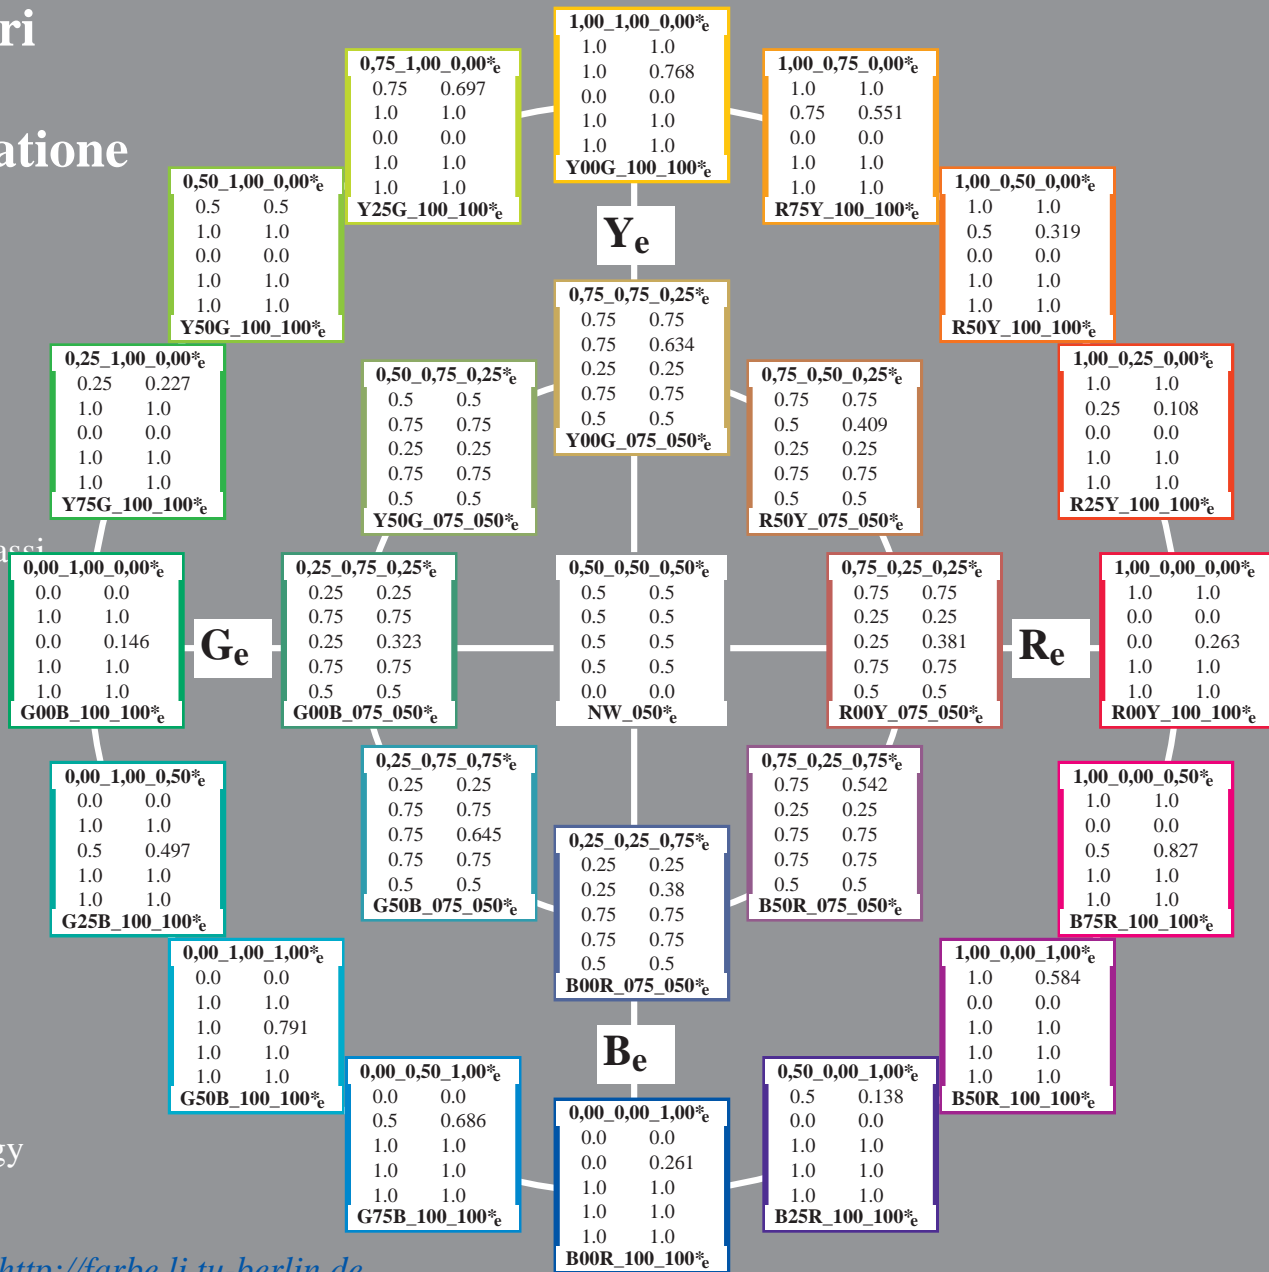 ri
1,00_1,00_0,00*e
1.0 1.0
1.0 0.768
0.0 0.0
1.0 1.0
1.0 1.0
Y00G_100_100*e
0,75_1,00_0,00*e
0.75 0.697
1.0 1.0
0.0 0.0
1.0 1.0
1.0 1.0
Y25G_100_100*e
1,00_0,75_0,00*e
1.0 1.0
0.75 0.551
0.0 0.0
1.0 1.0
1.0 1.0
R75Y_100_100*e
atione
0,50_1,00_0,00*e
0.5 0.5
1.0 1.0
0.0 0.0
1.0 1.0
1.0 1.0
Y50G_100_100*e
Ye
1,00_0,50_0,00*e
1.0 1.0
0.5 0.319
0.0 0.0
1.0 1.0
1.0 1.0
R50Y_100_100*e
0,75_0,75_0,25*e
0.75 0.75
0.75 0.634
0.25 0.25
0.75 0.75
0.5 0.5
Y00G_075_050*e
0,25_1,00_0,00*e
0.25 0.227
1.0 1.0
0.0 0.0
1.0 1.0
1.0 1.0
Y75G_100_100*e
0,50_0,75_0,25*e
0.5 0.5
0.75 0.75
0.25 0.25
0.75 0.75
0.5 0.5
Y50G_075_050*e
0,75_0,50_0,25*e
0.75 0.75
0.5 0.409
0.25 0.25
0.75 0.75
0.5 0.5
R50Y_075_050*e
1,00_0,25_0,00*e
1.0 1.0
0.25 0.108
0.0 0.0
1.0 1.0
1.0 1.0
R25Y_100_100*e
assi
0,00_1,00_0,00*e
0.0 0.0
1.0 1.0
0.0 0.146
1.0 1.0
1.0 1.0
G00B_100_100*e
Ge
0,25_0,75_0,25*e
0.25 0.25
0.75 0.75
0.25 0.323
0.75 0.75
0.5 0.5
G00B_075_050*e
0,50_0,50_0,50*e
0.5 0.5
0.5 0.5
0.5 0.5
0.5 0.5
0.0 0.0
NW_050*e
0,75_0,25_0,25*e
0.75 0.75
0.25 0.25
0.25 0.381
0.75 0.75
0.5 0.5
R00Y_075_050*e
Re
1,00_0,00_0,00*e
1.0 1.0
0.0 0.0
0.0 0.263
1.0 1.0
1.0 1.0
R00Y_100_100*e
0,00_1,00_0,50*e
0.0 0.0
1.0 1.0
0.5 0.497
1.0 1.0
1.0 1.0
G25B_100_100*e
0,25_0,75_0,75*e
0.25 0.25
0.75 0.75
0.75 0.645
0.75 0.75
0.5 0.5
G50B_075_050*e
0,25_0,25_0,75*e
0.25 0.25
0.25 0.38
0.75 0.75
0.75 0.75
0.5 0.5
B00R_075_050*e
0,75_0,25_0,75*e
0.75 0.542
0.25 0.25
0.75 0.75
0.75 0.75
0.5 0.5
B50R_075_050*e
1,00_0,00_0,50*e
1.0 1.0
0.0 0.0
0.5 0.827
1.0 1.0
1.0 1.0
B75R_100_100*e
0,00_1,00_1,00*e
0.0 0.0
1.0 1.0
1.0 0.791
1.0 1.0
1.0 1.0
G50B_100_100*e
Be
1,00_0,00_1,00*e
1.0 0.584
0.0 0.0
1.0 1.0
1.0 1.0
1.0 1.0
B50R_100_100*e
0,00_0,50_1,00*e
0.0 0.0
0.5 0.686
1.0 1.0
1.0 1.0
1.0 1.0
G75B_100_100*e
0,00_0,00_1,00*e
0.0 0.0
0.0 0.261
1.0 1.0
1.0 1.0
1.0 1.0
B00R_100_100*e
0,50_0,00_1,00*e
0.5 0.138
0.0 0.0
1.0 1.0
1.0 1.0
1.0 1.0
B25R_100_100*e
gy
http://farbe.li.tu-berlin.de